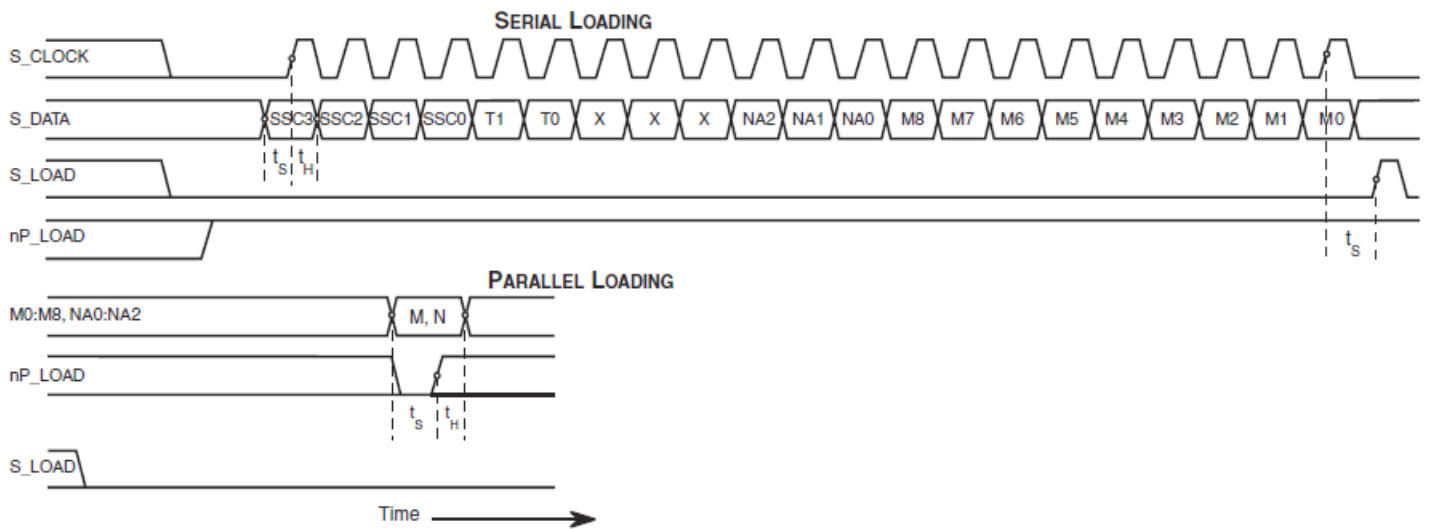 SERIAL LOADING
S_CLOCK
S_DATA SSC3 SSC2 SSC1 SSC0 T1 T0 X X X NA2 NA1 NA0 M8 M7 M6 M5 M4 M3 M2 M1 M0
tS tH
S_LOAD
nP_LOAD
tS
PARALLEL LOADING
M0:M8, NA0:NA2 M, N
nP_LOAD
tS tH
S_LOAD
Time